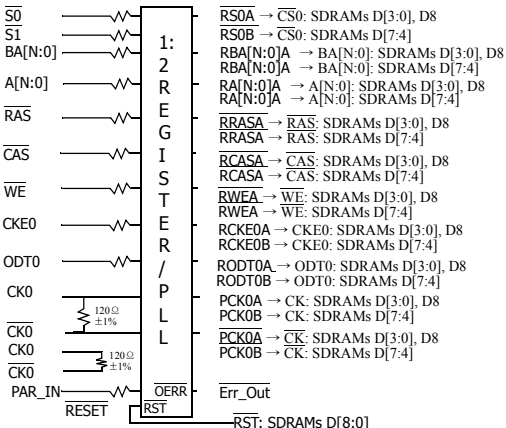 S0
S1
BA[N:0]
A[N:0]
RAS
CAS
WE
CKE0
ODT0
CK0
120 Ω
±1%
CK0
CK0
120 Ω
±1%
CK0
PAR_IN
RESET
1:
2
R
E
G
I
S
T
E
R
/
P
L
L
OERR
RST
RS0A → CS0: SDRAMs D[3:0], D8
RS0B → CS0: SDRAMs D[7:4]
RBA[N:0]A → BA[N:0]: SDRAMs D[3:0], D8
RBA[N:0]A → BA[N:0]: SDRAMs D[7:4]
RA[N:0]A → A[N:0]: SDRAMs D[3:0], D8
RA[N:0]A → A[N:0]: SDRAMs D[7:4]
RRASA → RAS: SDRAMs D[3:0], D8
RRASA → RAS: SDRAMs D[7:4]
RCASA → CAS: SDRAMs D[3:0], D8
RCASA → CAS: SDRAMs D[7:4]
RWEA → WE: SDRAMs D[3:0], D8
RWEA → WE: SDRAMs D[7:4]
RCKE0A → CKE0: SDRAMs D[3:0], D8
RCKE0B → CKE0: SDRAMs D[7:4]
RODT0A → ODT0: SDRAMs D[3:0], D8
RODT0B → ODT0: SDRAMs D[7:4]
PCK0A → CK: SDRAMs D[3:0], D8
PCK0B → CK: SDRAMs D[7:4]
PCK0A → CK: SDRAMs D[3:0], D8
PCK0B → CK: SDRAMs D[7:4]
Err_Out
RST: SDRAMs D[8:0]